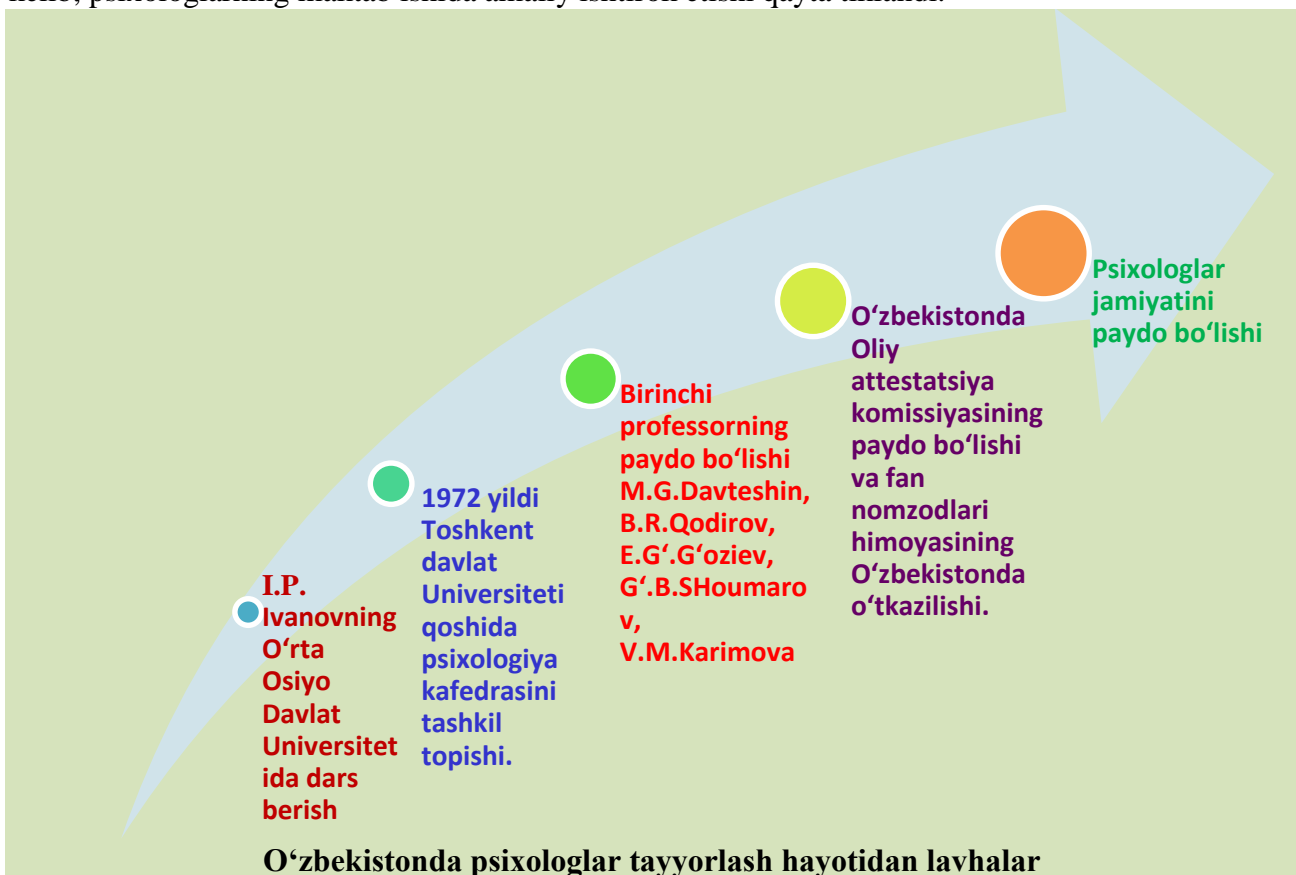 I.P.
Ivanovning
O‘rta
Osiyo
Davlat
Universitet
ida dars
berish
1972 yildi
Toshkent
davlat
Universiteti
qoshida
psixologiya
kafedrasini
tashkil
topishi.
Birinchi
professorning
paydo bo‘lishi
M.G.Davteshin,
B.R.Qodirov,
E.G‘.G‘oziev,
G‘.B.SHoumaro
v,
V.M.Karimova
O‘zbekistonda
Oliy
attestatsiya
komissiyasining
paydo bo‘lishi
va fan
nomzodlari
himoyasining
O‘zbekistonda
o‘tkazilishi.
Psixologlar
jamiyatini
paydo bo‘lishi
O‘zbekistonda psixologlar tayyorlash hayotidan lavhalar